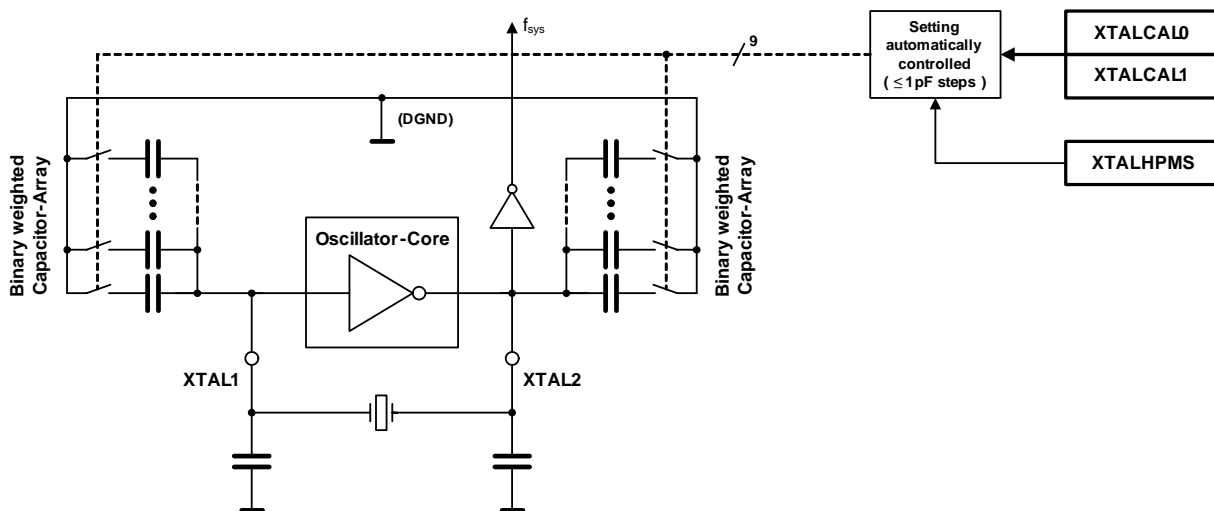 f_sys
9
Setting
automatically
controlled
( ≤ 1pF steps )
XTALCAL0
XTALCAL1
XTALHPMS
(DGND)
Binary weighted
Capacitor-Array
Oscillator-Core
Binary weighted
Capacitor-Array
XTAL1
XTAL2